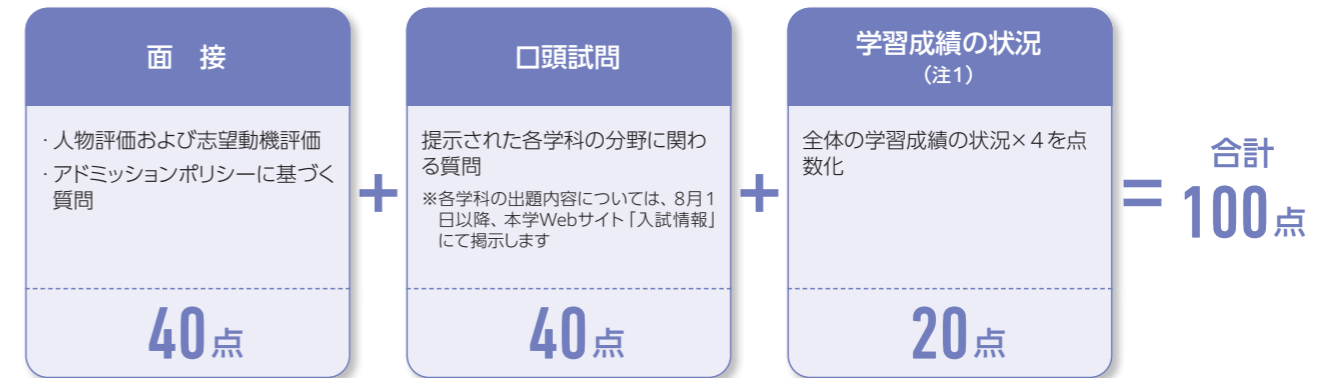 面 接
・人物評価および志望動機評価
・アドミッションポリシーに基づく
質問
40点
+
口頭試問
提示された各学科の分野に関わ
る質問
※各学科の出題内容については、8月1
日以降、本学Webサイト「入試情報」
にて掲示します
40点
+
学習成績の状況
（注1）
全体の学習成績の状況×4を点
数化
20点
=
合計
100点